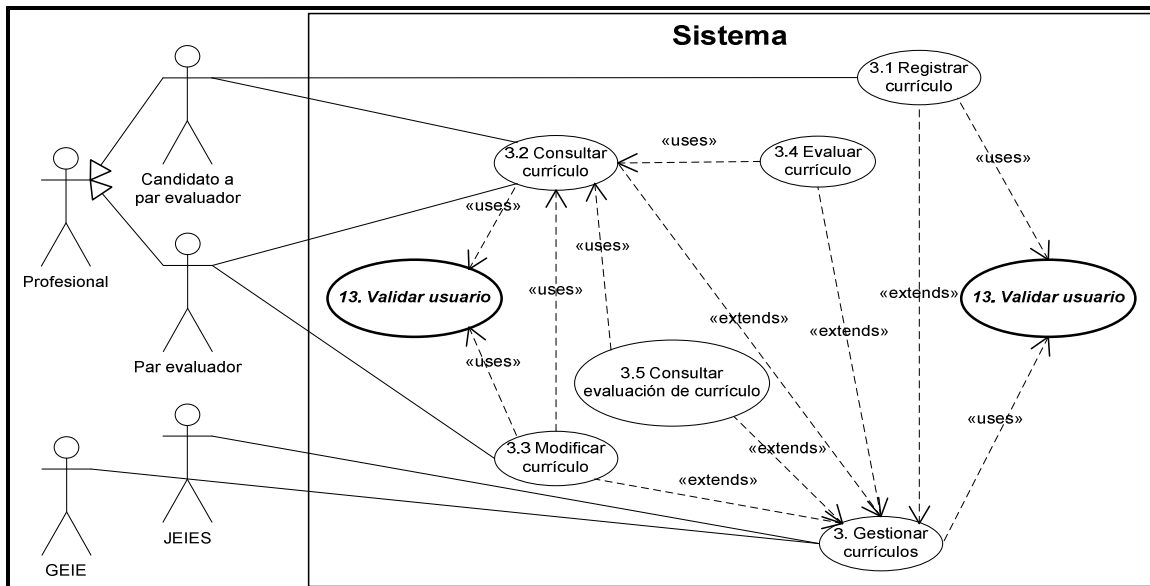 Sistema
3.1 Registrar
currículo
3.2 Consultar
currículo
«uses»
3.4 Evaluar
currículo
«uses»
Candidato a
par evaluador
Profesional
«uses»
«uses»
13. Validar usuario
«uses»
«extends»
13. Validar usuario
«extends»
«extends»
Par evaluador
«uses»
3.5 Consultar
evaluación de currículo
«uses»
3.3 Modificar
currículo
«extends»
«extends»
JEIES
3. Gestionar
currículos
GEIE